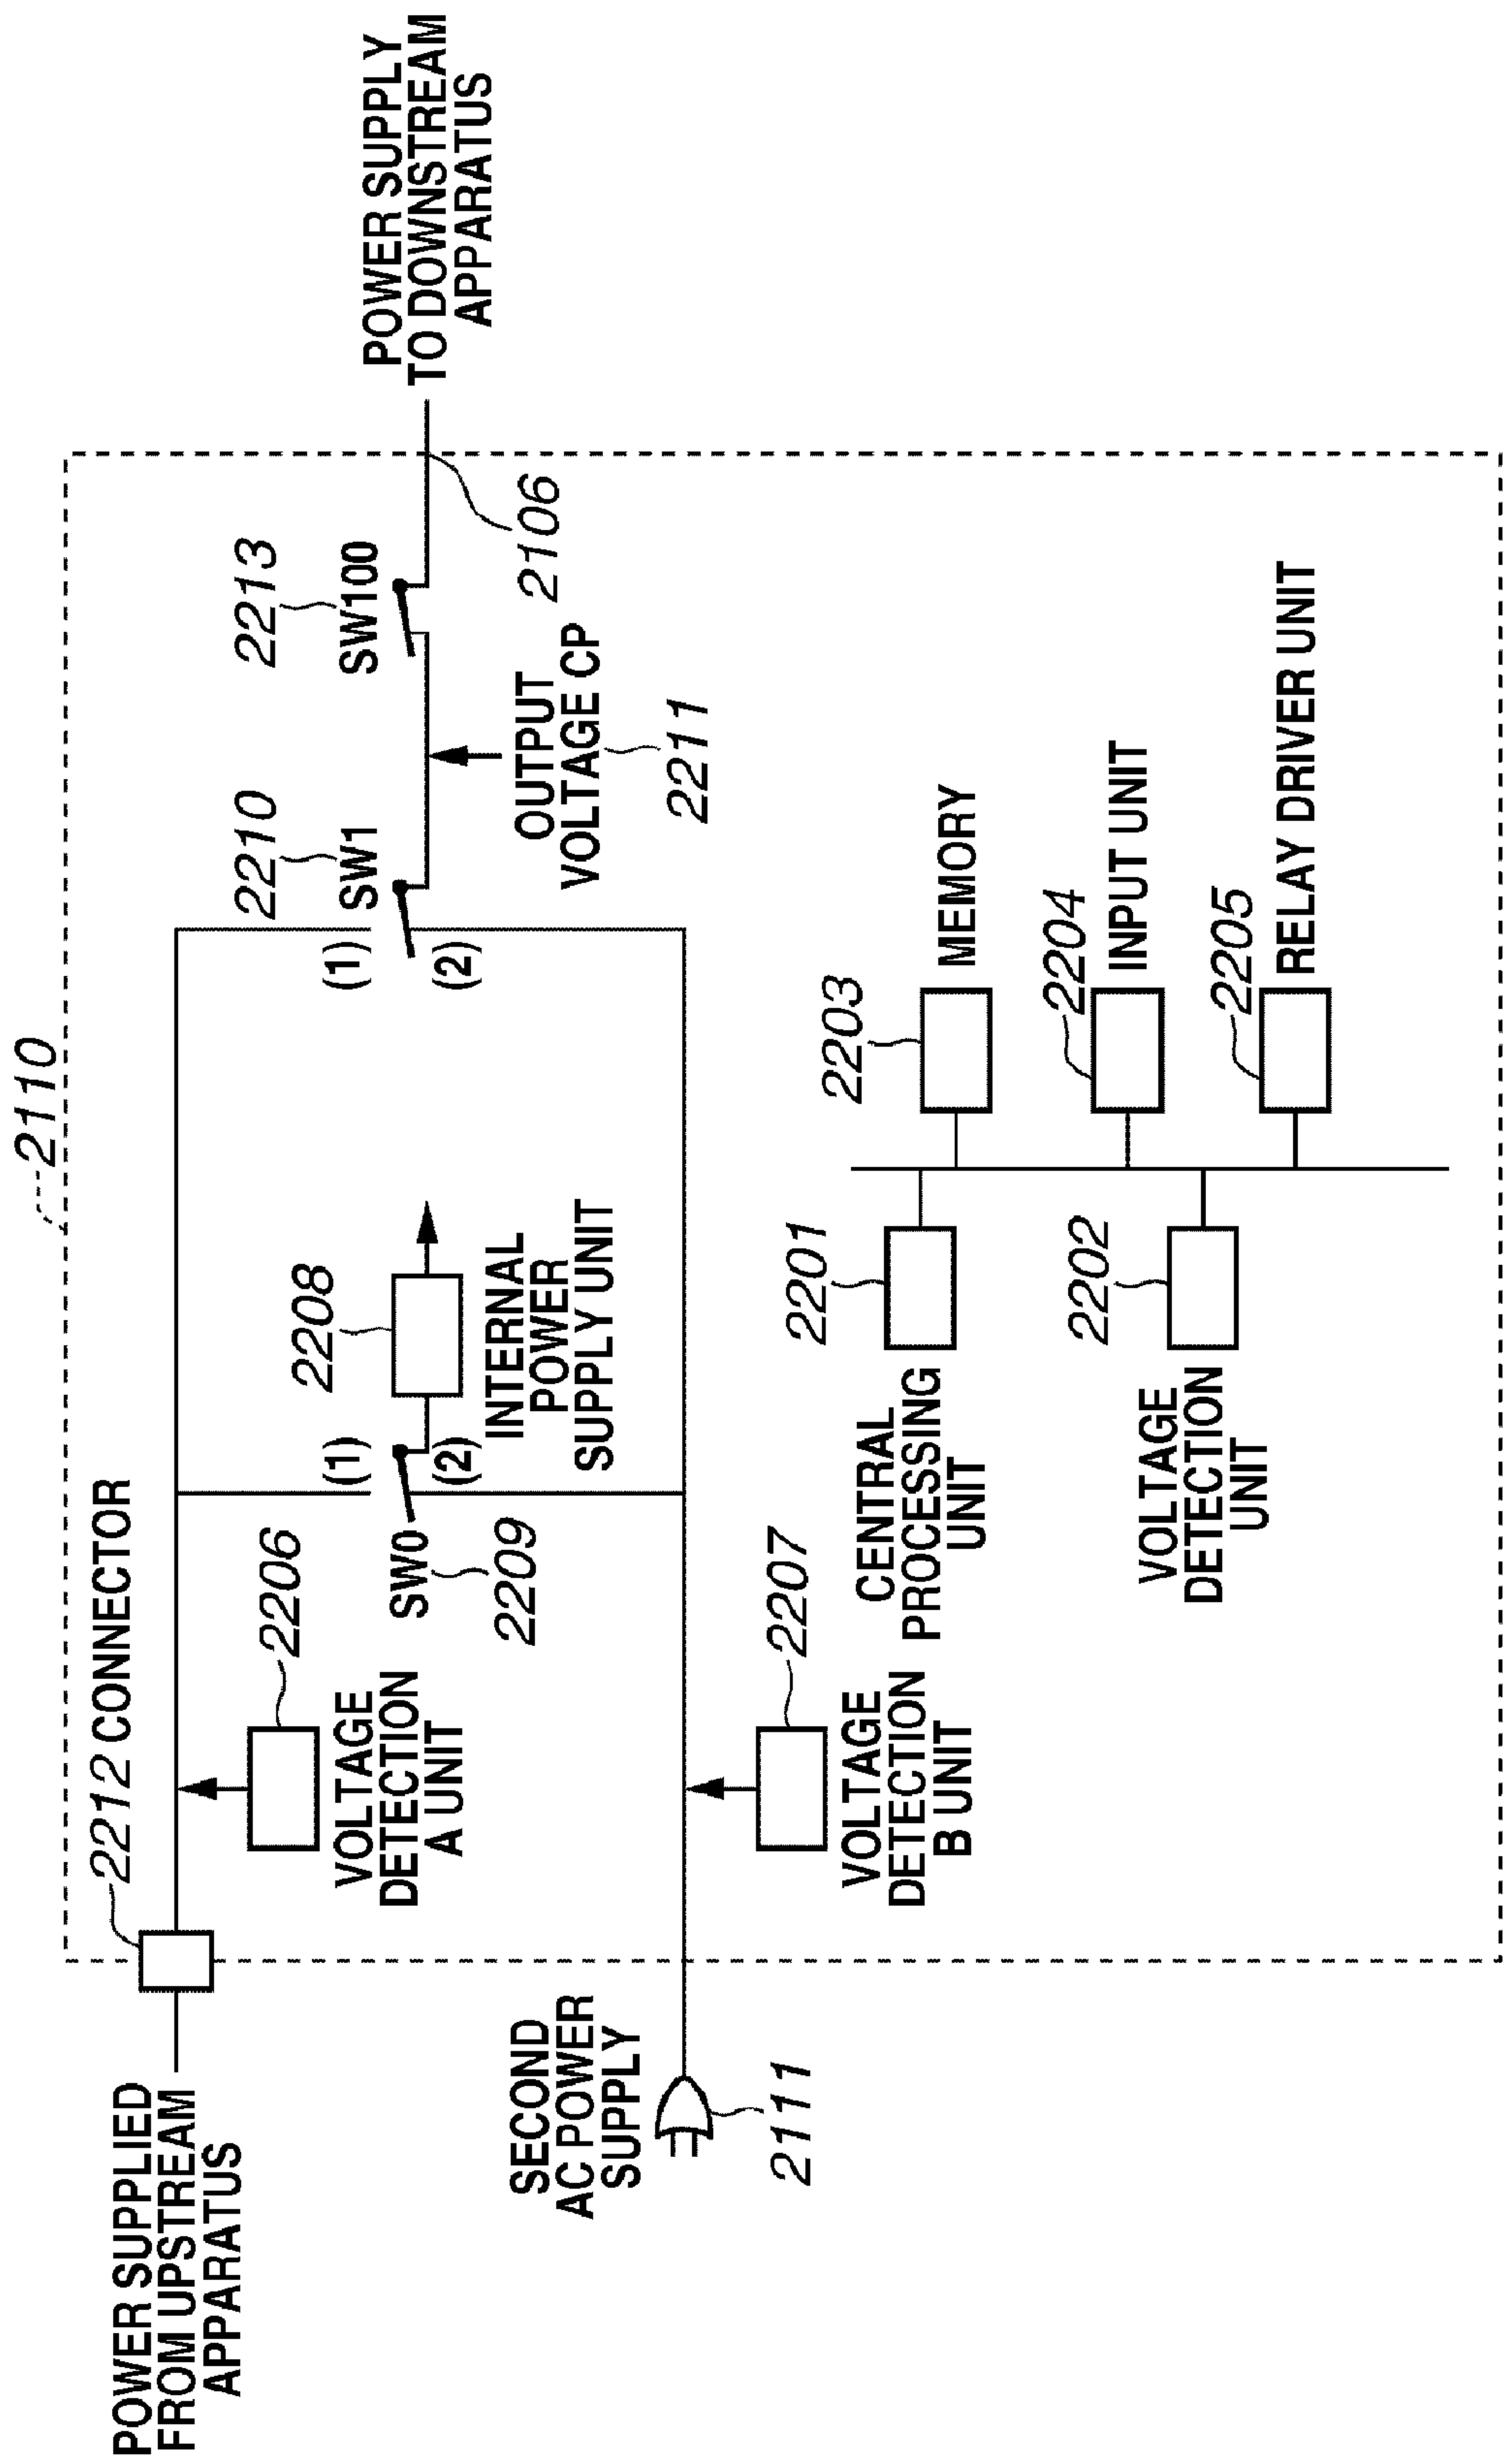 2110
2212 CONNECTOR
POWER SUPPLIED
FROM UPSTREAM
APPARATUS
2206
VOLTAGE
DETECTION
A UNIT
(1)
(2)
SW0
2209
2208
INTERNAL
POWER
SUPPLY UNIT
2210
SW1
(1)
(2)
2213
SW100
OUTPUT
VOLTAGE CP
2211
2106
POWER SUPPLY
TO DOWNSTREAM
APPARATUS
SECOND
AC POWER
SUPPLY
2111
2207
VOLTAGE
DETECTION
B UNIT
2201
CENTRAL
PROCESSING
UNIT
2203
MEMORY
2202
VOLTAGE
DETECTION
UNIT
2204
INPUT UNIT
2205
RELAY DRIVER UNIT